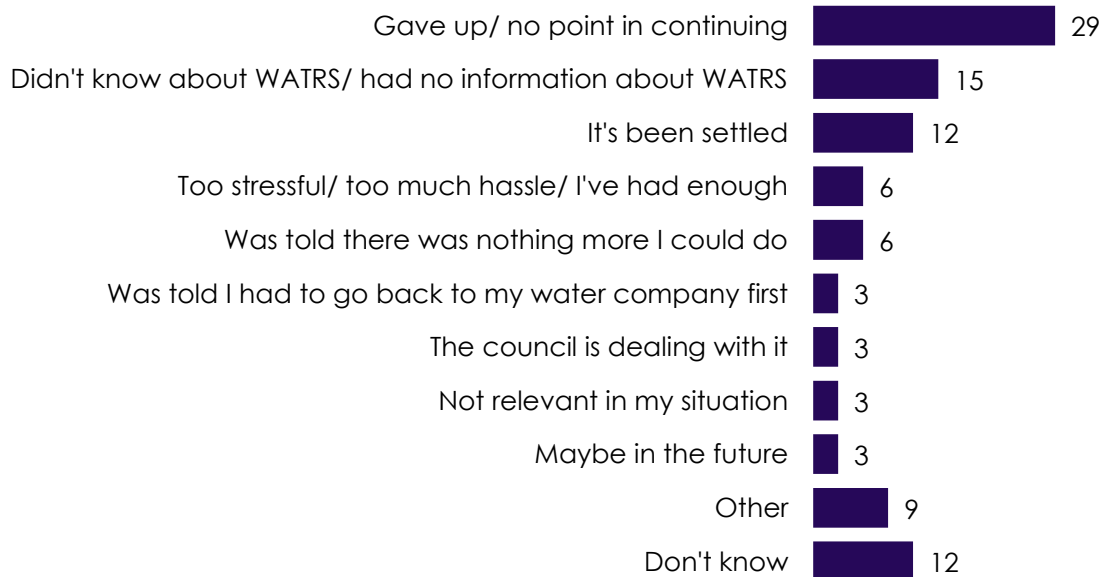 Gave up/ no point in continuing 29
Didn't know about WATRS/ had no information about WATRS 15
It's been settled 12
Too stressful/ too much hassle/ I've had enough 6
Was told there was nothing more I could do 6
Was told I had to go back to my water company first 3
The council is dealing with it 3
Not relevant in my situation 3
Maybe in the future 3
Other 9
Don't know 12